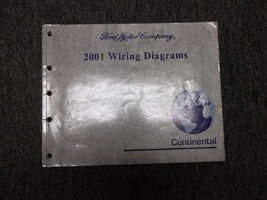 Ford Motor Company,
2001 Wiring Diagrams
Continental